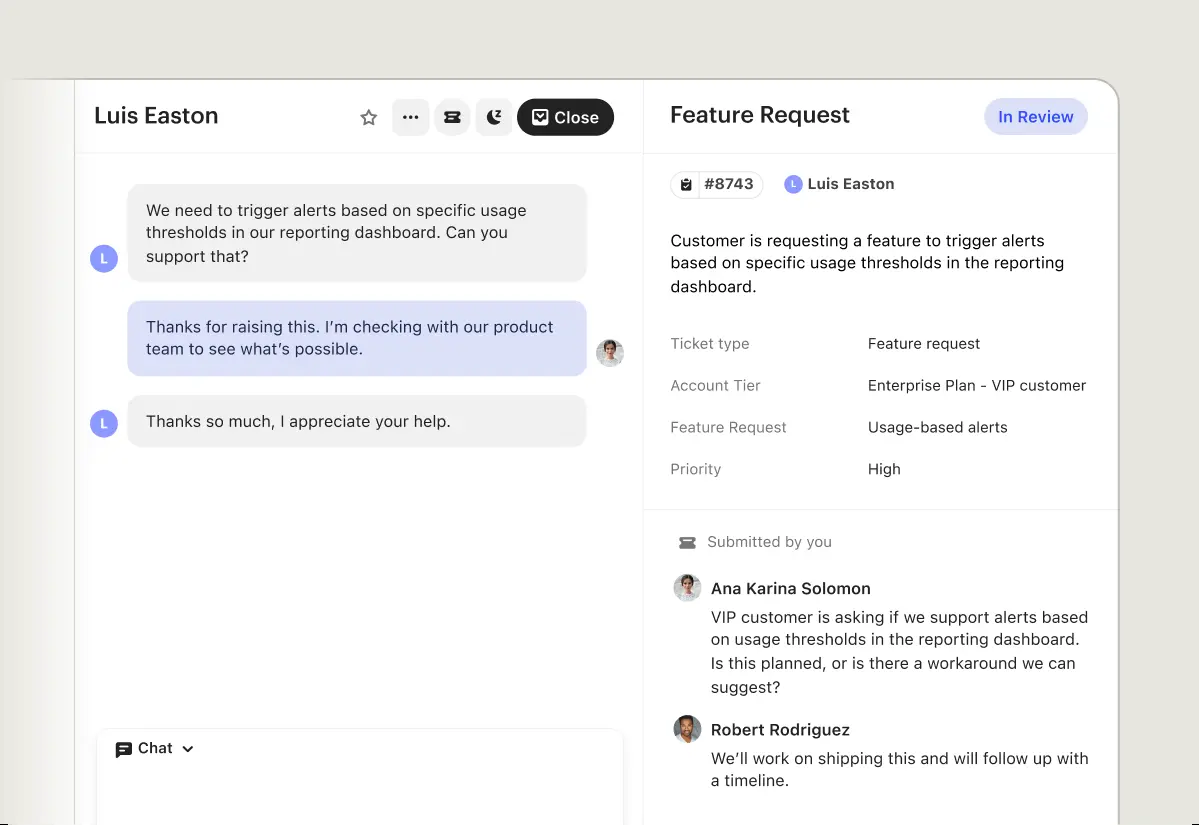 Luis Easton
Close
We need to trigger alerts based on specific usage
thresholds in our reporting dashboard. Can you
support that?
L
Thanks for raising this. I’m checking with our product
team to see what’s possible.
L
Thanks so much, I appreciate your help.
Chat
Feature Request
In Review
#8743
L
Luis Easton
Customer is requesting a feature to trigger alerts
based on specific usage thresholds in the reporting
dashboard.
Ticket type
Feature request
Account Tier
Enterprise Plan - VIP customer
Feature Request
Usage-based alerts
Priority
High
Submitted by you
Ana Karina Solomon
VIP customer is asking if we support alerts based
on usage thresholds in the reporting dashboard.
Is this planned, or is there a workaround we can
suggest?
Robert Rodriguez
We’ll work on shipping this and will follow up with
a timeline.